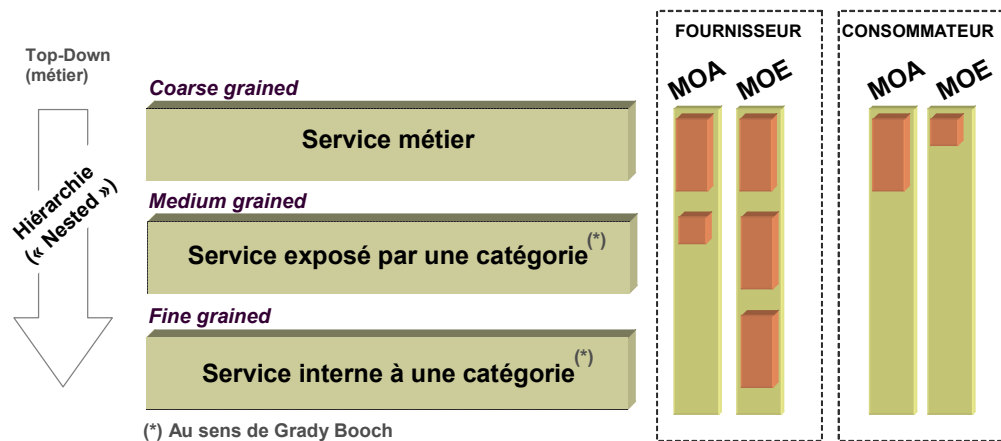 FOURNISSEUR
CONSOMMATEUR
Top-Down
(métier)
MOA
MOE
MOA
MOE
Coarse grained
Service métier
Hiérarchie
(« Nested »)
Medium grained
Service exposé par une catégorie(*)
Fine grained
Service interne à une catégorie(*)
(*) Au sens de Grady Booch